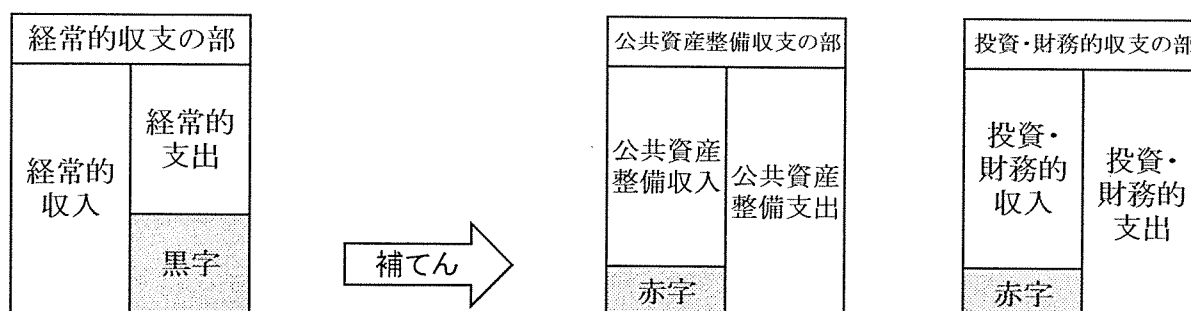 経常的収支の部
経常的
収入
経常的
支出
黒字
補てん
公共資産整備収支の部
公共資産
整備収入
赤字
公共資産
整備支出
投資・財務的収支の部
投資・
財務的
収入
赤字
投資・
財務的
支出